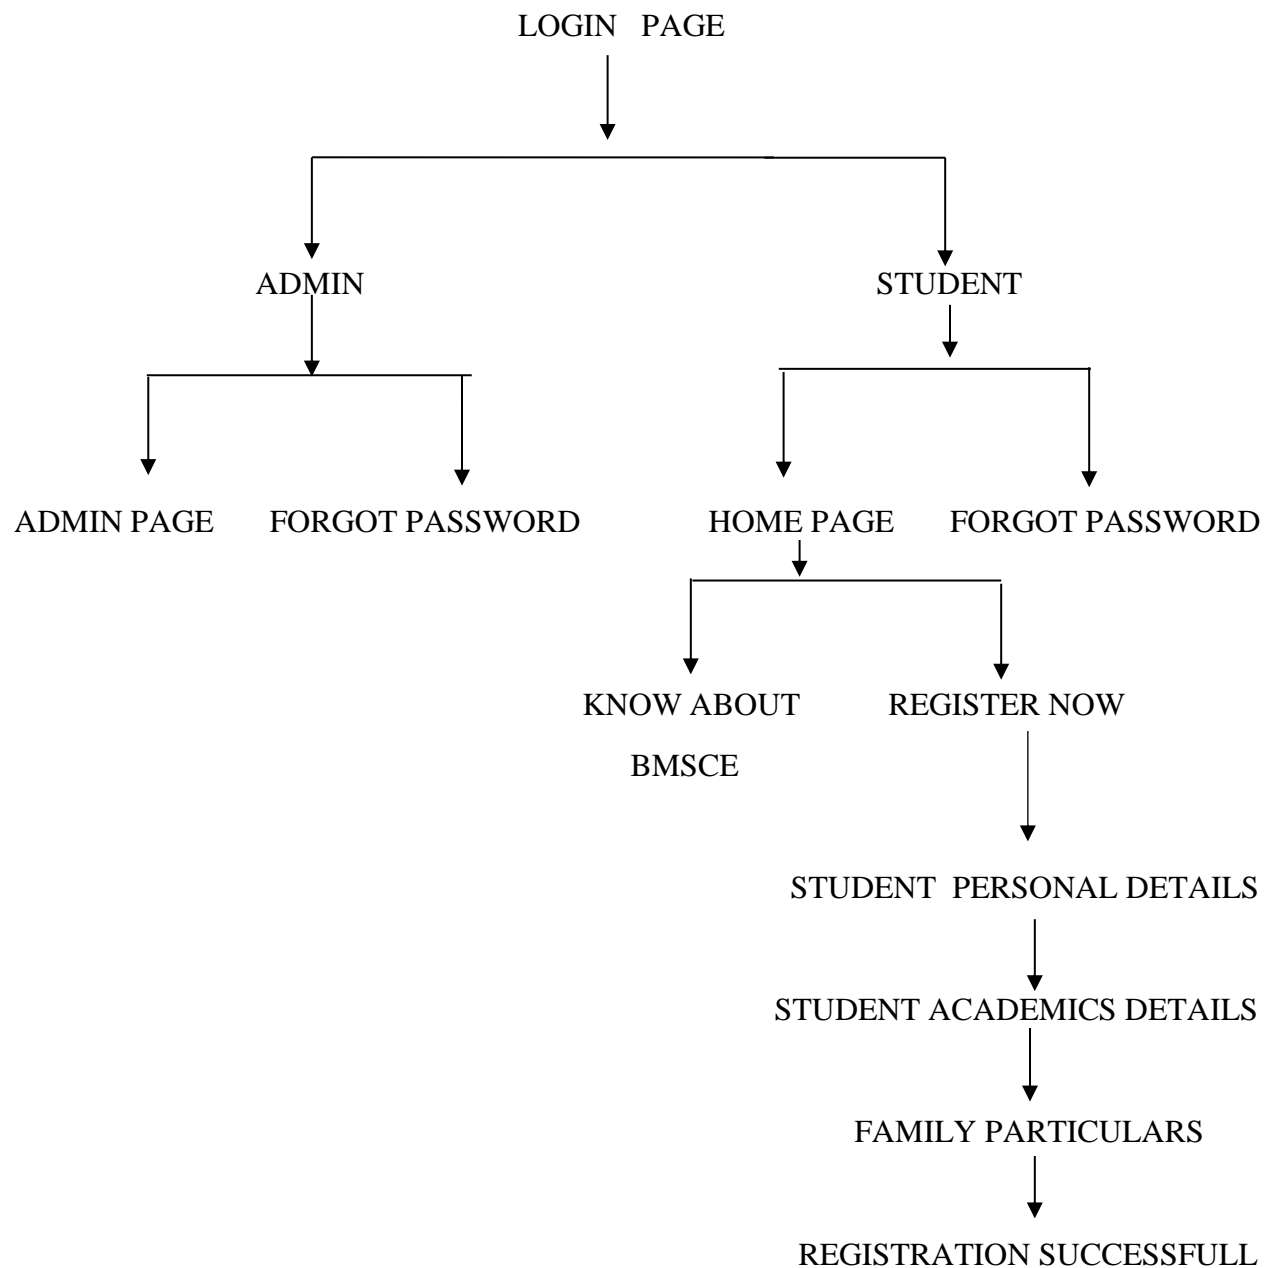 LOGIN PAGE
ADMIN
STUDENT
ADMIN PAGE
FORGOT PASSWORD
HOME PAGE
FORGOT PASSWORD
KNOW ABOUT
BMSCE
REGISTER NOW
STUDENT PERSONAL DETAILS
STUDENT ACADEMICS DETAILS
FAMILY PARTICULARS
REGISTRATION SUCCESSFULL